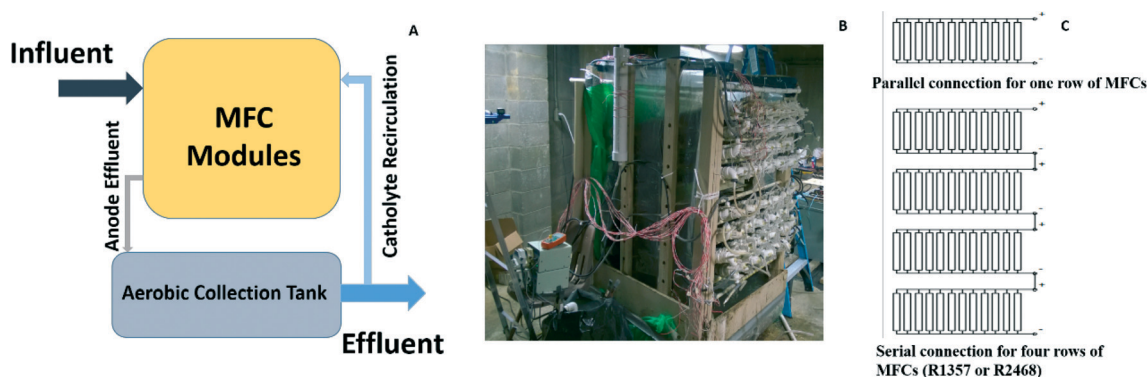 A
Influent
MFC
Modules
Anode Effluent
Catholyte Recirculation
Aerobic Collection Tank
Effluent
B
C
+
−
Parallel connection for one row of MFCs
+
−
+
−
+
−
+
−
Serial connection for four rows of
MFCs (R1357 or R2468)